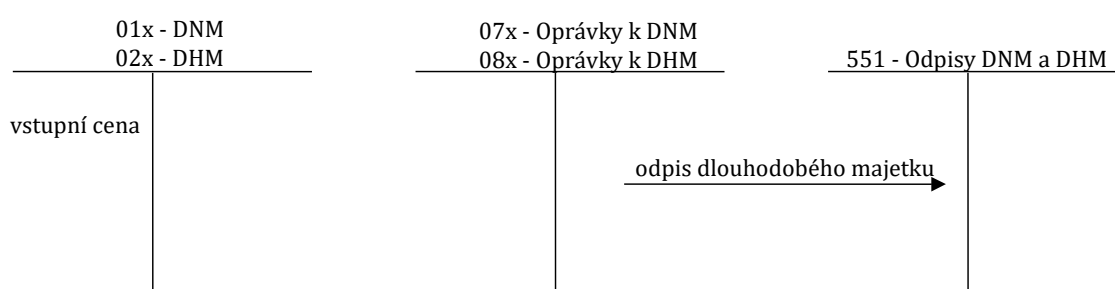 01x - DNM
02x - DHM
07x - Oprávky k DNM
08x - Oprávky k DHM
551 - Odpisy DNM a DHM
vstupní cena
odpis dlouhodobého majetku